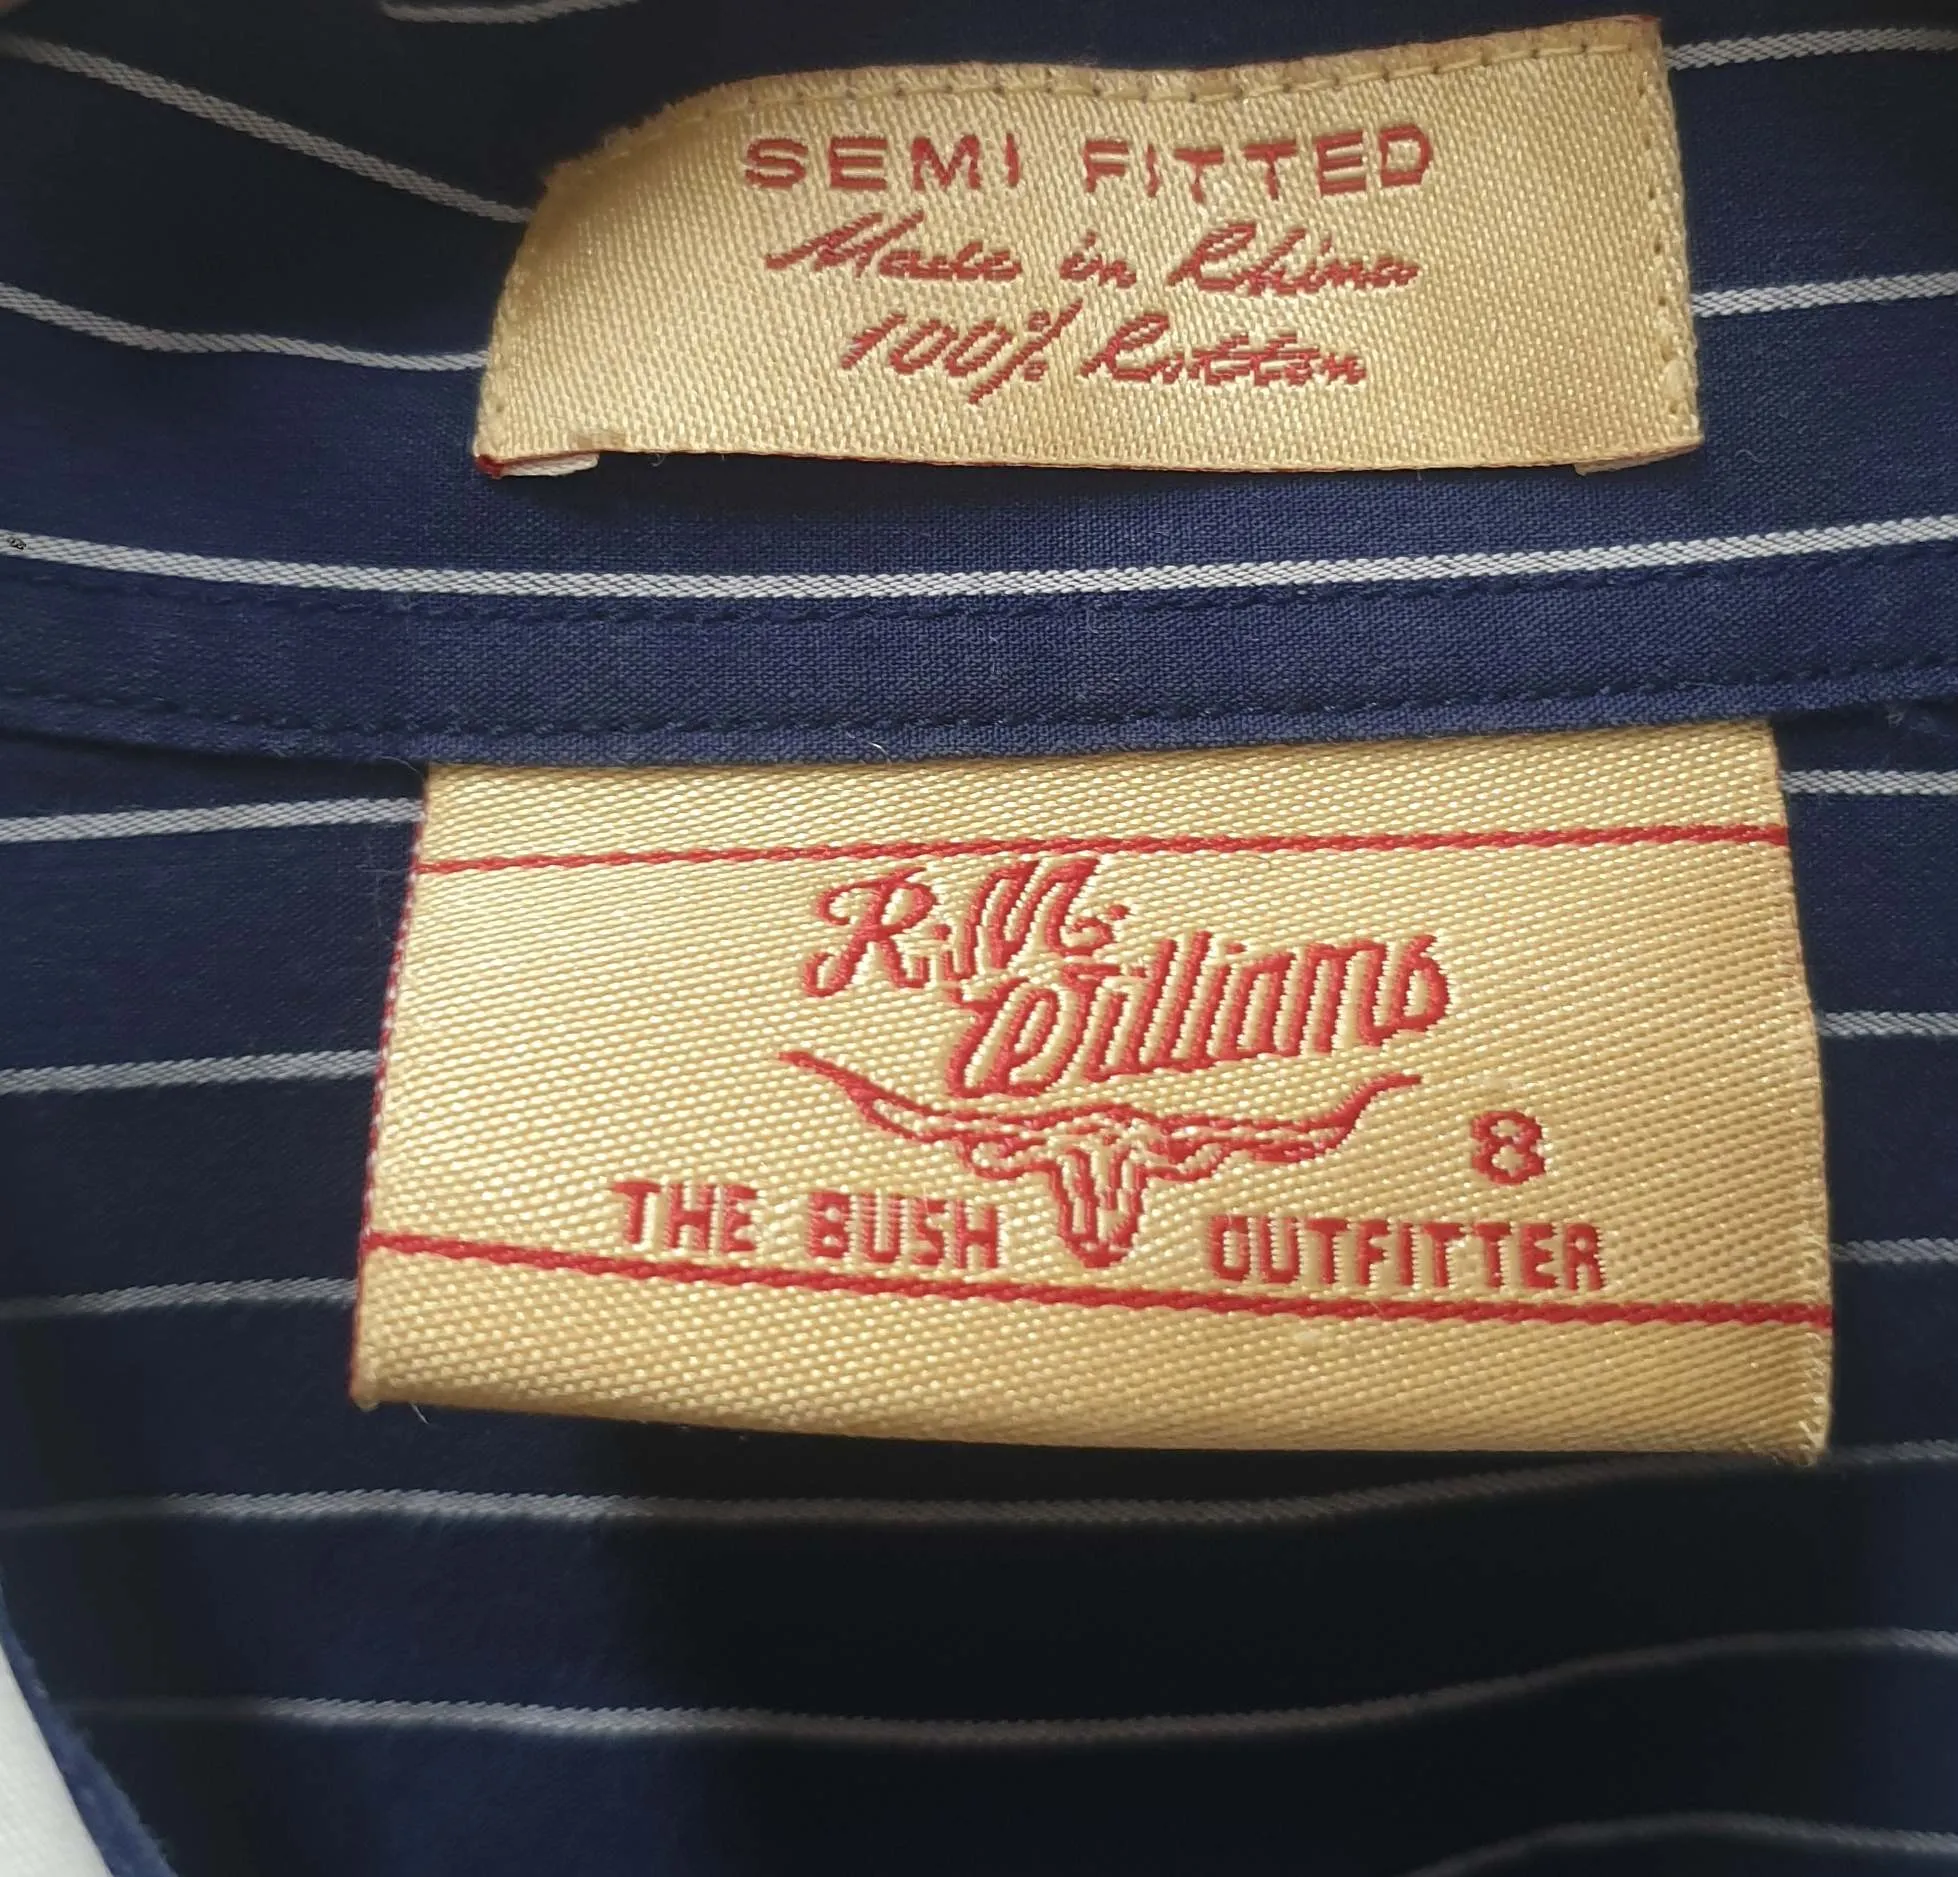 SEMI FITTED
Made in China
100% Cotton
R.M.
Williams
8
THE BUSH OUTFITTER